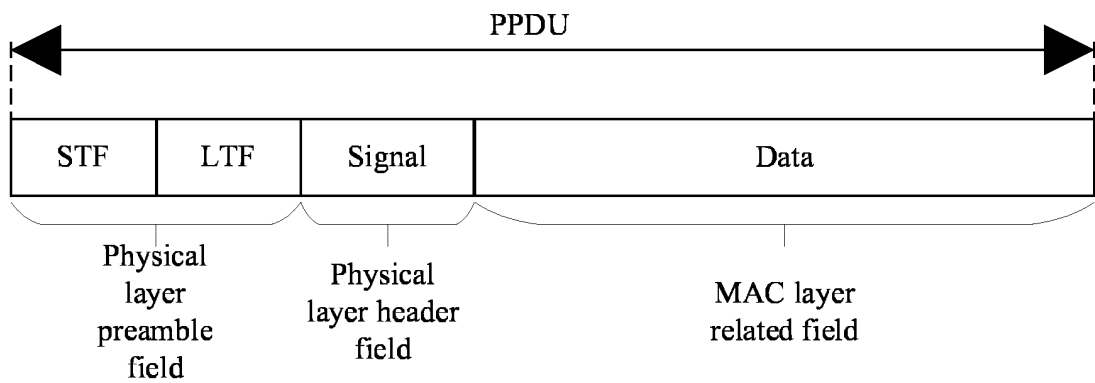 PPDU
STF
LTF
Signal
Data
Physical
layer
preamble
field
Physical
layer header
field
MAC layer
related field